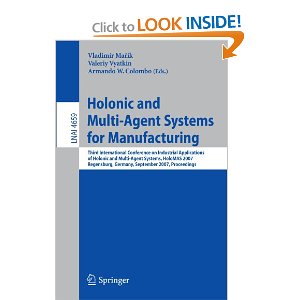 Click to LOOK INSIDE!
Vladimír Mařík
Valeriy Vyatkin
Armando W. Colombo (Eds.)
LNAI 4659
Holonic and
Multi-Agent Systems
for Manufacturing
Third International Conference on Industrial Applications
of Holonic and Multi-Agent Systems, HoloMAS 2007
Regensburg, Germany, September 2007, Proceedings
Springer